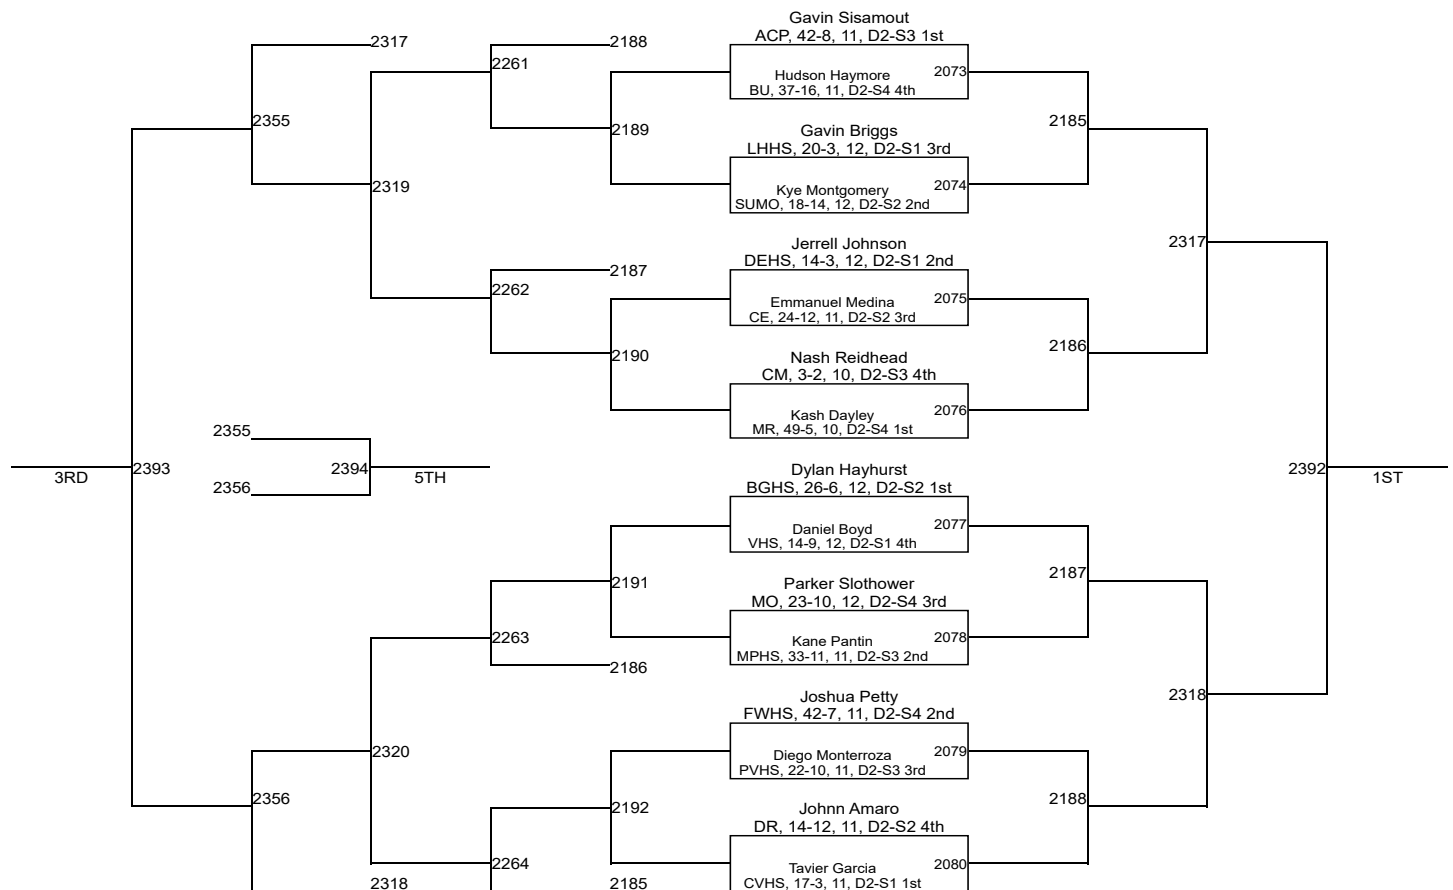 Gavin Sisamout
ACP, 42-8, 11, D2-S3 1st
2317
2188
2261
Hudson Haymore
2073
BU, 37-16, 11, D2-S4 4th
2355
2185
2189
Gavin Briggs
LHHS, 20-3, 12, D2-S1 3rd
2319
Kye Montgomery
2074
SUMO, 18-14, 12, D2-S2 2nd
2317
Jerrell Johnson
DEHS, 14-3, 12, D2-S1 2nd
2187
2262
Emmanuel Medina
2075
CE, 24-12, 11, D2-S2 3rd
2186
2190
Nash Reidhead
CM, 3-2, 10, D2-S3 4th
Kash Dayley
2076
MR, 49-5, 10, D2-S4 1st
2355
3RD
2393
2394
5TH
2392
1ST
2356
Dylan Hayhurst
BGHS, 26-6, 12, D2-S2 1st
Daniel Boyd
2077
VHS, 14-9, 12, D2-S1 4th
2187
2191
Parker Slothower
MO, 23-10, 12, D2-S4 3rd
2263
Kane Pantin
2078
MPHS, 33-11, 11, D2-S3 2nd
2186
2318
Joshua Petty
FWHS, 42-7, 11, D2-S4 2nd
2320
Diego Monterroza
2079
PVHS, 22-10, 11, D2-S3 3rd
2356
2188
2192
Johnn Amaro
DR, 14-12, 11, D2-S2 4th
2264
Tavier Garcia
2080
2318
2185
CVHS, 17-3, 11, D2-S1 1st